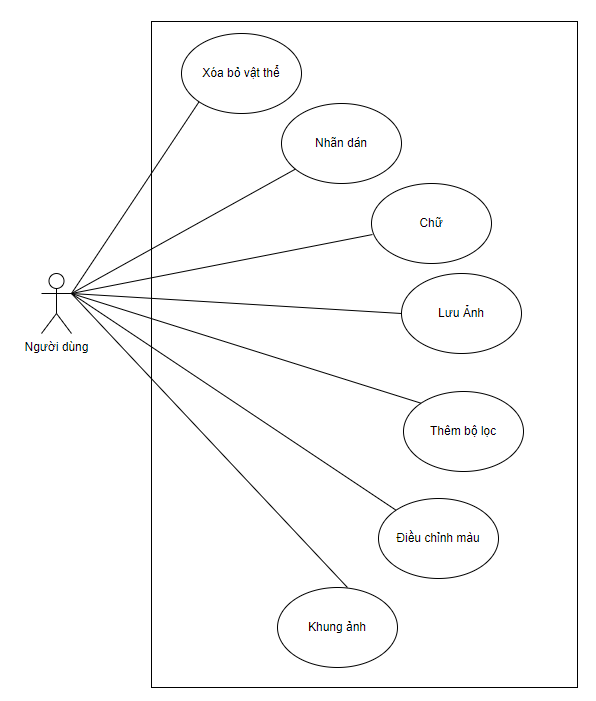 Xóa bỏ vật thể
Nhãn dán
Chữ
Lưu Ảnh
Người dùng
Thêm bộ lọc
Điều chỉnh màu
Khung ảnh